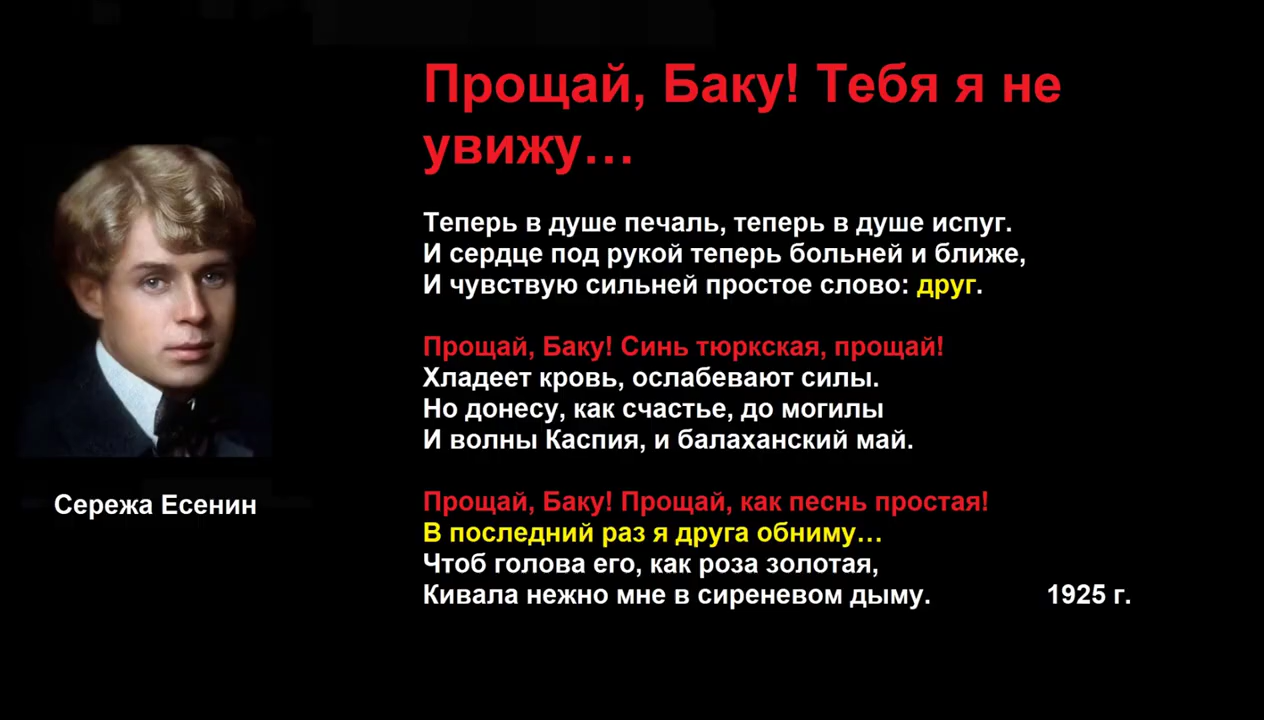 Прощай, Баку! Тебя я не
увижу...
Теперь в душе печаль, теперь в душе испуг.
И сердце под рукой теперь больней и ближе,
И чувствую сильней простое слово: друг.
Прощай, Баку! Синь тюркская, прощай!
Хладеет кровь, ослабевают силы.
Но донесу, как счастье, до могилы
И волны Каспия, и балаханский май.
Прощай, Баку! Прощай, как песнь простая!
В последний раз я друга обниму...
Чтоб голова его, как роза золотая,
Кивала нежно мне в сиреневом дыму. 1925 г.
Сережа Есенин